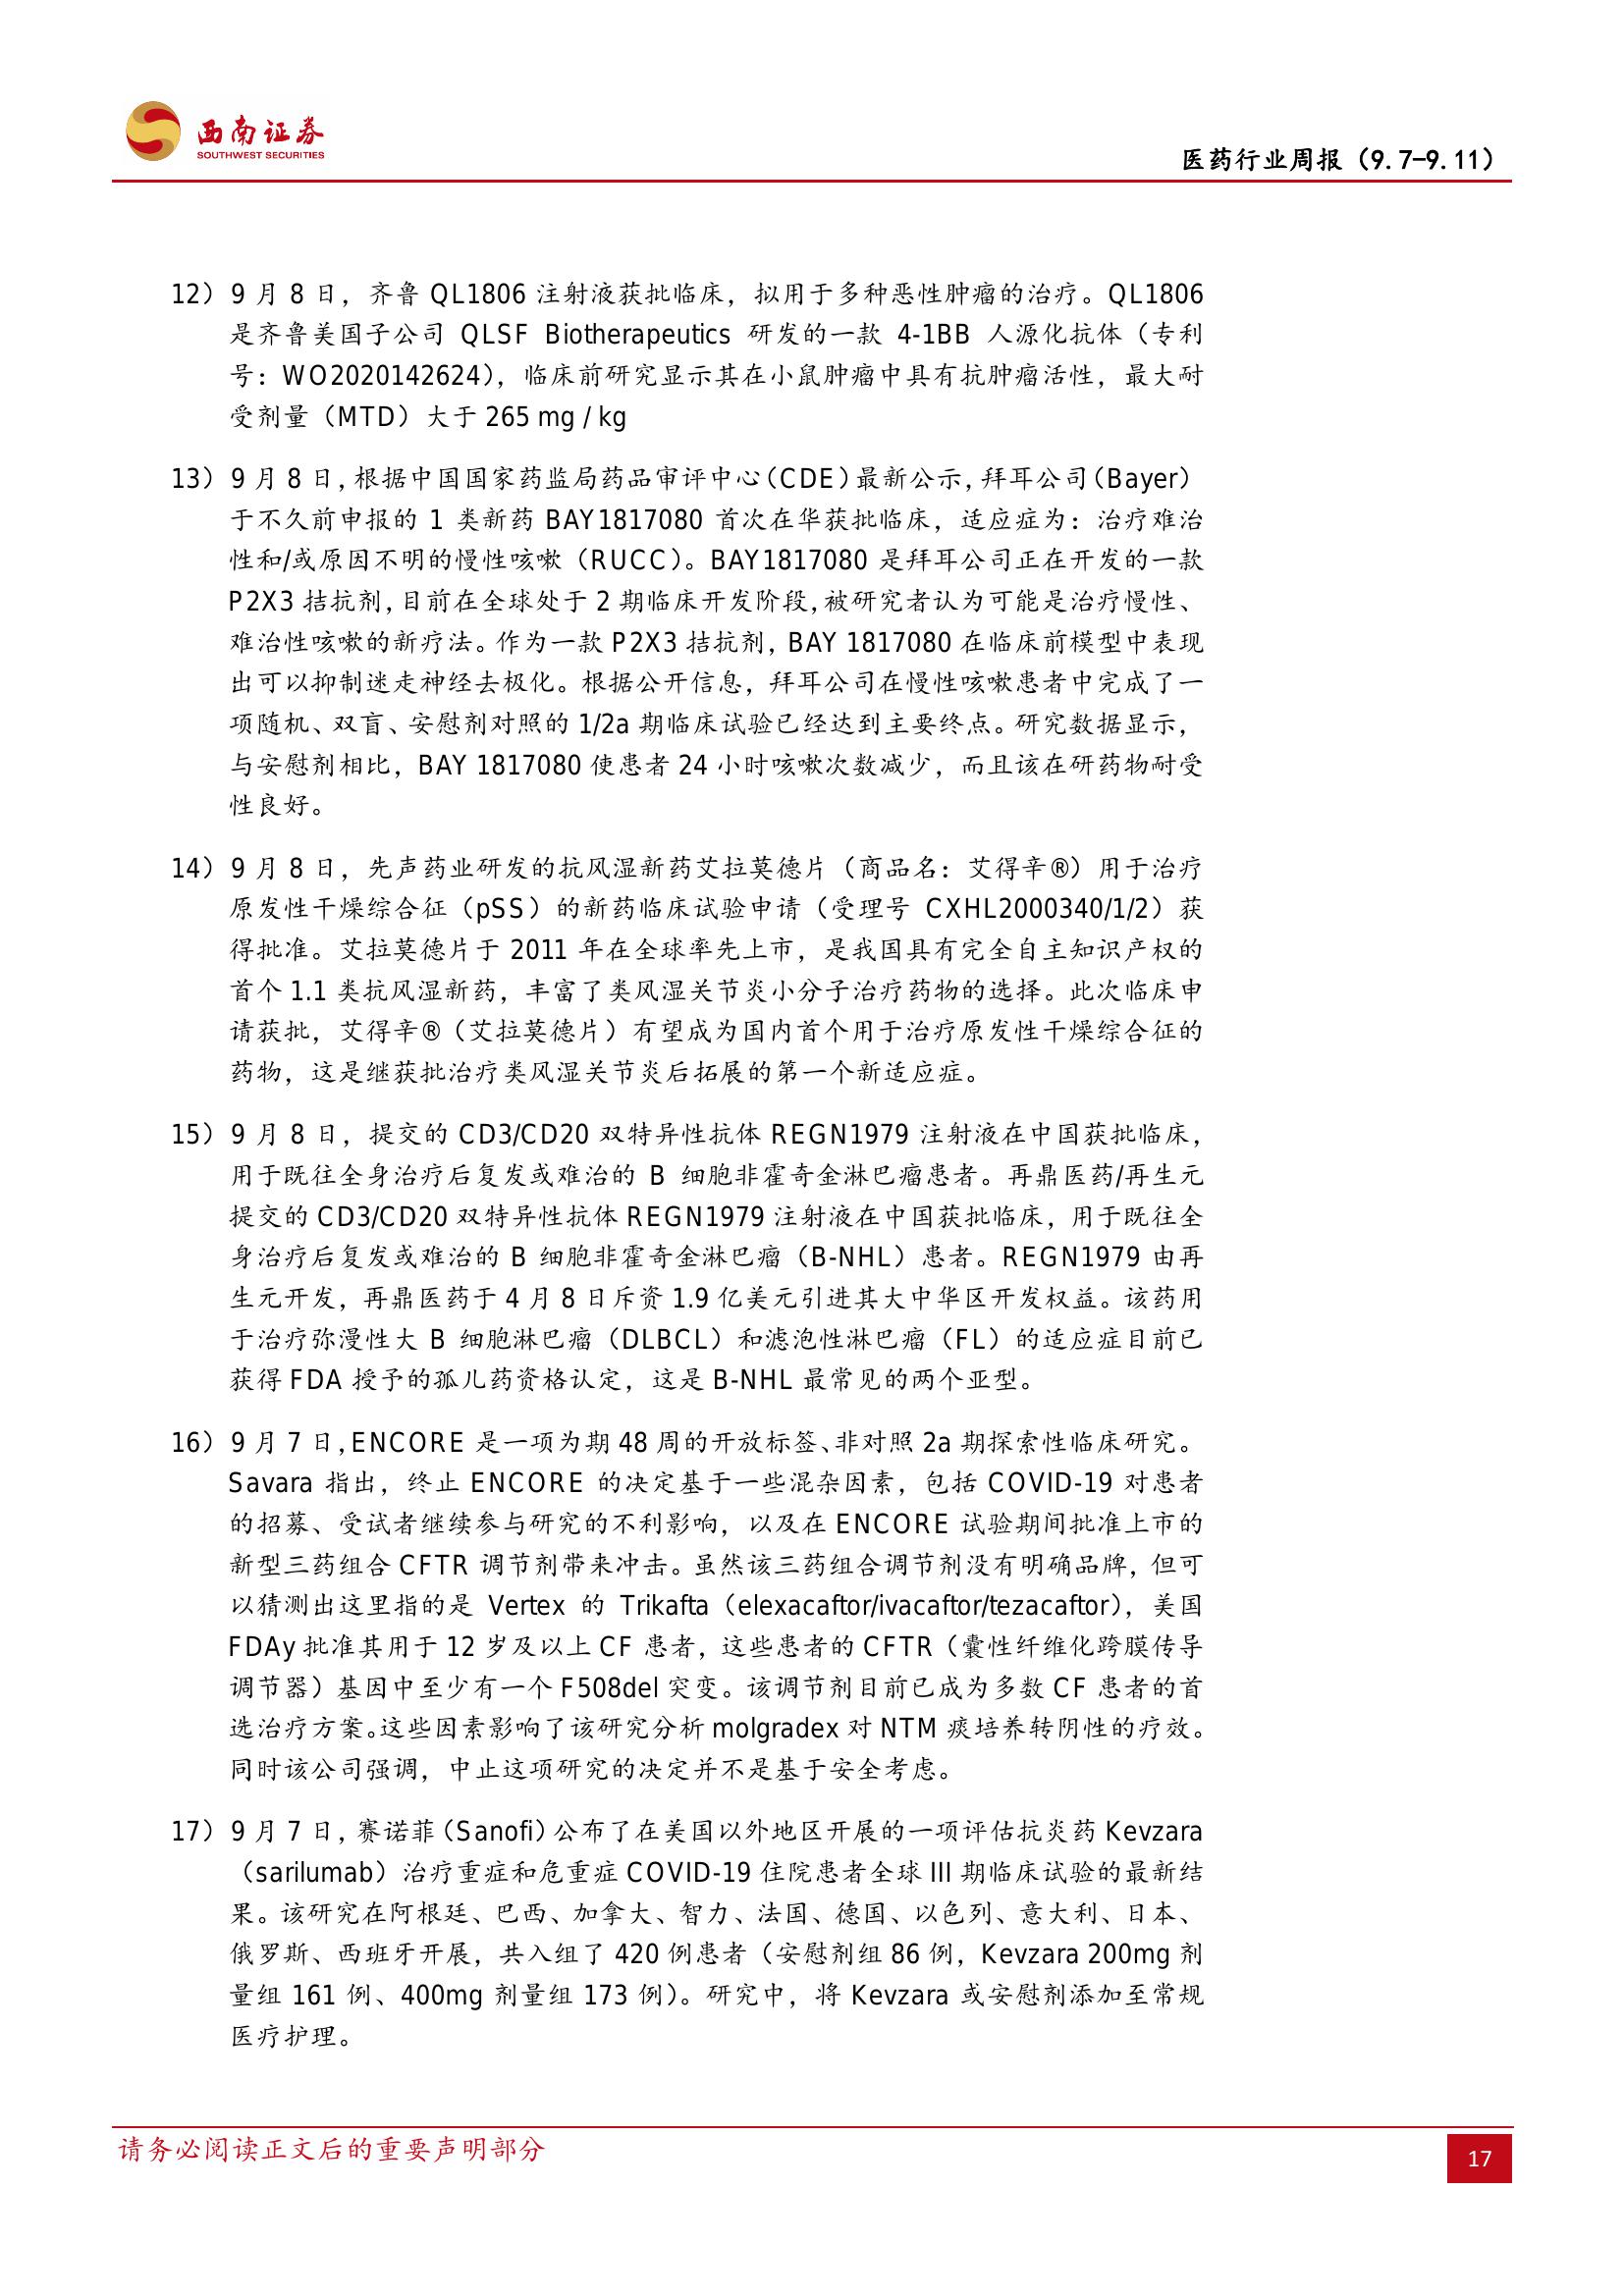 西南证券
SOUTHWEST SECURITIES
医药行业周报（9.7-9.11）
12）9 月 8 日，齐鲁 QL1806 注射液获批临床，拟用于多种恶性肿瘤的治疗。QL1806
是齐鲁美国子公司 QLSF Biotherapeutics 研发的一款 4-1BB 人源化抗体（专利
号：WO2020142624），临床前研究显示其在小鼠肿瘤中具有抗肿瘤活性，最大耐
受剂量（MTD）大于 265 mg / kg
13）9 月 8 日，根据中国国家药监局药品审评中心（CDE）最新公示，拜耳公司（Bayer）
于不久前申报的 1 类新药 BAY1817080 首次在华获批临床，适应症为：治疗难治
性和/或原因不明的慢性咳嗽（RUCC）。BAY1817080 是拜耳公司正在开发的一款
P2X3 拮抗剂，目前在全球处于 2 期临床开发阶段，被研究者认为可能是治疗慢性、
难治性咳嗽的新疗法。作为一款 P2X3 拮抗剂，BAY 1817080 在临床前模型中表现
出可以抑制迷走神经去极化。根据公开信息，拜耳公司在慢性咳嗽患者中完成了一
项随机、双盲、安慰剂对照的 1/2a 期临床试验已经达到主要终点。研究数据显示，
与安慰剂相比，BAY 1817080 使患者 24 小时咳嗽次数减少，而且该在研药物耐受
性良好。
14）9 月 8 日，先声药业研发的抗风湿新药艾拉莫德片（商品名：艾得辛®）用于治疗
原发性干燥综合征（pSS）的新药临床试验申请（受理号 CXHL2000340/1/2）获
得批准。艾拉莫德片于 2011 年在全球率先上市，是我国具有完全自主知识产权的
首个 1.1 类抗风湿新药，丰富了类风湿关节炎小分子治疗药物的选择。此次临床申
请获批，艾得辛®（艾拉莫德片）有望成为国内首个用于治疗原发性干燥综合征的
药物，这是继获批治疗类风湿关节炎后拓展的第一个新适应症。
15）9 月 8 日，提交的 CD3/CD20 双特异性抗体 REGN1979 注射液在中国获批临床，
用于既往全身治疗后复发或难治的 B 细胞非霍奇金淋巴瘤患者。再鼎医药/再生元
提交的 CD3/CD20 双特异性抗体 REGN1979 注射液在中国获批临床，用于既往全
身治疗后复发或难治的 B 细胞非霍奇金淋巴瘤（B-NHL）患者。REGN1979 由再
生元开发，再鼎医药于 4 月 8 日斥资 1.9 亿美元引进其大中华区开发权益。该药用
于治疗弥漫性大 B 细胞淋巴瘤（DLBCL）和滤泡性淋巴瘤（FL）的适应症目前已
获得 FDA 授予的孤儿药资格认定，这是 B-NHL 最常见的两个亚型。
16）9 月 7 日，ENCORE 是一项为期 48 周的开放标签、非对照 2a 期探索性临床研究。
Savara 指出，终止 ENCORE 的决定基于一些混杂因素，包括 COVID-19 对患者
的招募、受试者继续参与研究的不利影响，以及在 ENCORE 试验期间批准上市的
新型三药组合 CFTR 调节剂带来冲击。虽然该三药组合调节剂没有明确品牌，但可
以猜测出这里指的是 Vertex 的 Trikafta（elexacaftor/ivacaftor/tezacaftor），美国
FDAy 批准其用于 12 岁及以上 CF 患者，这些患者的 CFTR（囊性纤维化跨膜传导
调节器）基因中至少有一个 F508del 突变。该调节剂目前已成为多数 CF 患者的首
选治疗方案。这些因素影响了该研究分析 molgradex 对 NTM 痰培养转阴性的疗效。
同时该公司强调，中止这项研究的决定并不是基于安全考虑。
17）9 月 7 日，赛诺菲（Sanofi）公布了在美国以外地区开展的一项评估抗炎药 Kevzara
（sarilumab）治疗重症和危重症 COVID-19 住院患者全球 III 期临床试验的最新结
果。该研究在阿根廷、巴西、加拿大、智力、法国、德国、以色列、意大利、日本、
俄罗斯、西班牙开展，共入组了 420 例患者（安慰剂组 86 例，Kevzara 200mg 剂
量组 161 例、400mg 剂量组 173 例）。研究中，将 Kevzara 或安慰剂添加至常规
医疗护理。
请务必阅读正文后的重要声明部分
17